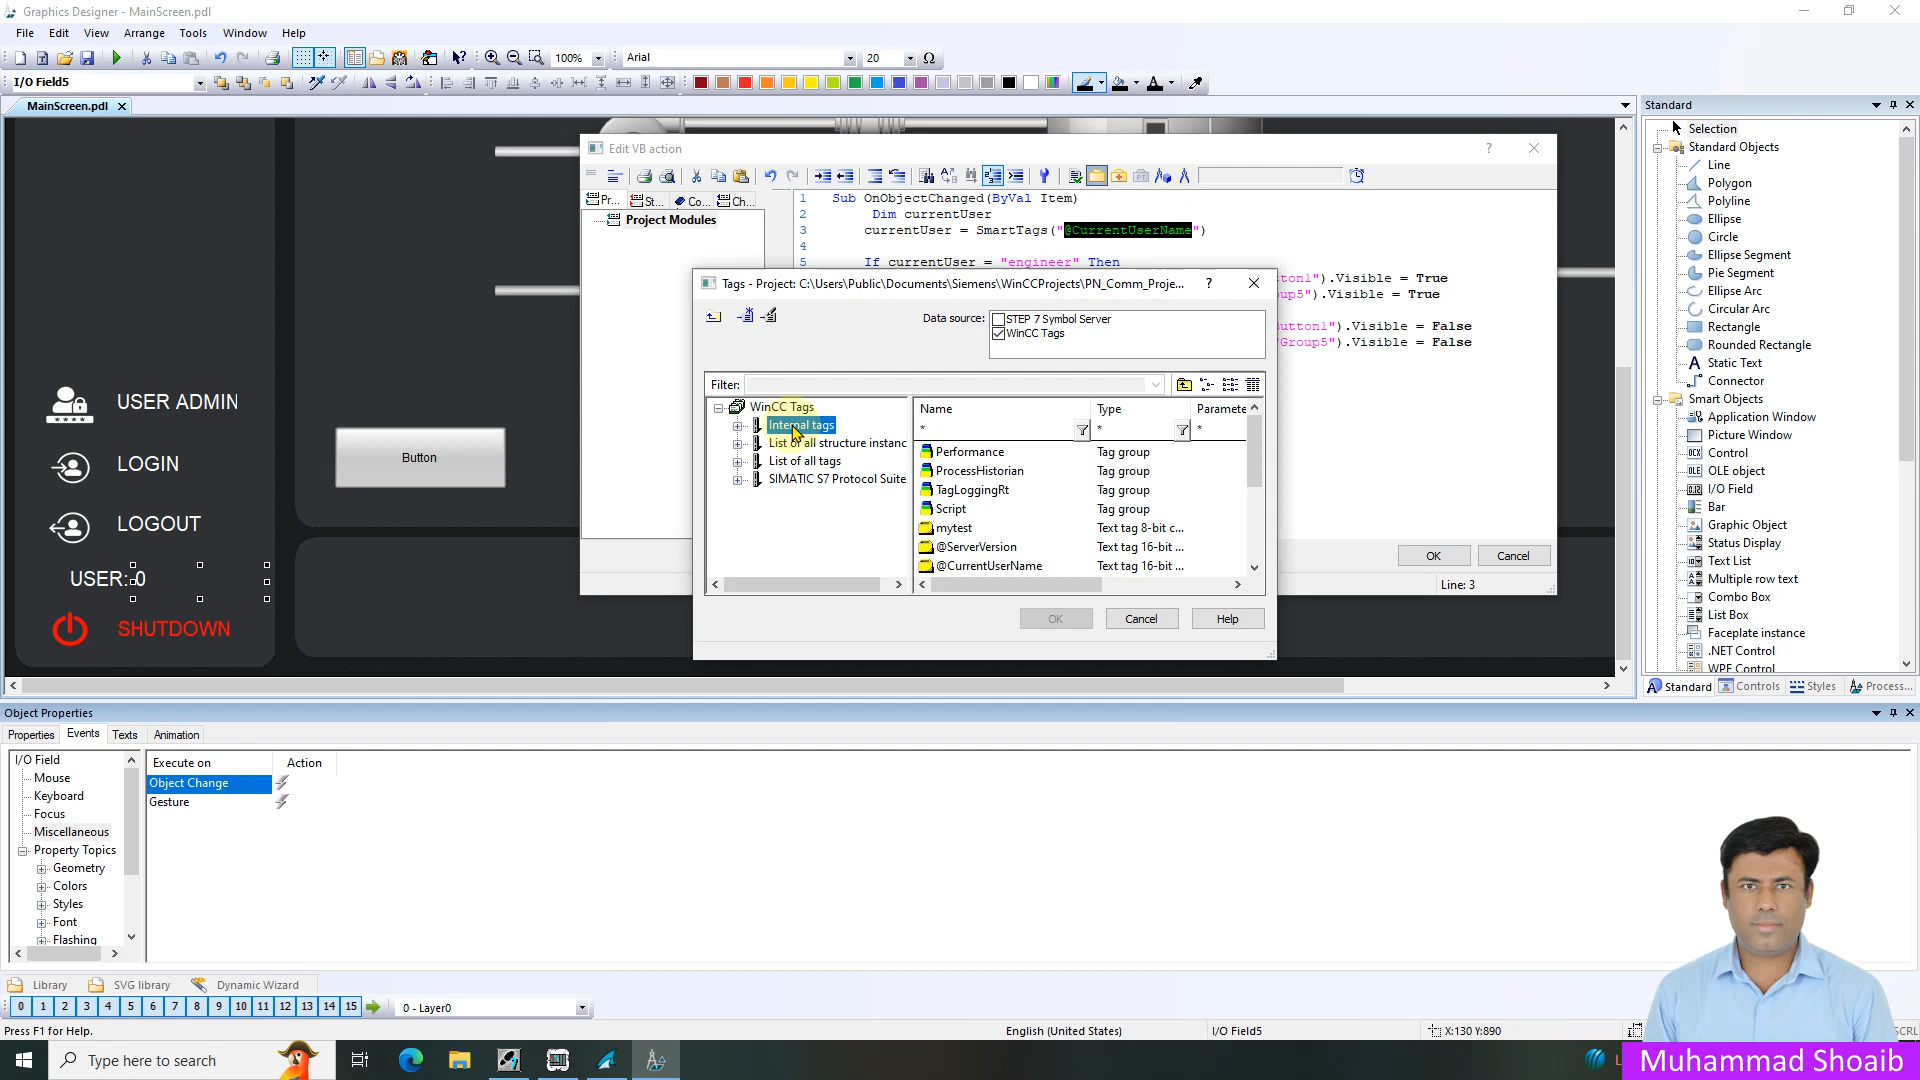 Graphics Designer - MainScreen.pdl
File Edit View Arrange Tools Window Help
100% Arial 20
I/O Field5
MainScreen.pdl
Edit VB action
Pr... St... Co... Ch...
Project Modules
1 Sub OnObjectChanged(ByVal Item)
2 Dim currentUser
3 currentUser = SmartTags("@CurrentUserName")
4
5 If currentUser = "engineer" Then
ton1").Visible = True
up5").Visible = True
utton1").Visible = False
Group5").Visible = False
OK Cancel
Line: 3
Tags - Project: C:\Users\Public\Documents\Siemens\WinCCProjects\PN_Comm_Proje...
Data source:
STEP 7 Symbol Server
WinCC Tags
Filter:
WinCC Tags
Internal tags
List of all structure instanc
List of all tags
SIMATIC S7 Protocol Suite
Name Type Paramete
* * *
Performance Tag group
ProcessHistorian Tag group
TagLoggingRt Tag group
Script Tag group
mytest Text tag 8-bit c...
@ServerVersion Text tag 16-bit ...
@CurrentUserName Text tag 16-bit ...
OK Cancel Help
USER ADMIN
LOGIN
LOGOUT
USER: 0
SHUTDOWN
Button
Standard
Selection
Standard Objects
Line
Polygon
Polyline
Ellipse
Circle
Ellipse Segment
Pie Segment
Ellipse Arc
Circular Arc
Rectangle
Rounded Rectangle
Static Text
Connector
Smart Objects
Application Window
Picture Window
Control
OLE object
I/O Field
Bar
Graphic Object
Status Display
Text List
Multiple row text
Combo Box
List Box
Faceplate instance
.NET Control
WPF Control
Standard Controls Styles Process...
Object Properties
Properties Events Texts Animation
I/O Field
Mouse
Keyboard
Focus
Miscellaneous
Property Topics
Geometry
Colors
Styles
Font
Flashing
Execute on Action
Object Change
Gesture
Library SVG library Dynamic Wizard
0 1 2 3 4 5 6 7 8 9 10 11 12 13 14 15 0 - Layer0
Press F1 for Help. English (United States) I/O Field5 X:130 Y:890 SCRL
Type here to search
Muhammad Shoaib